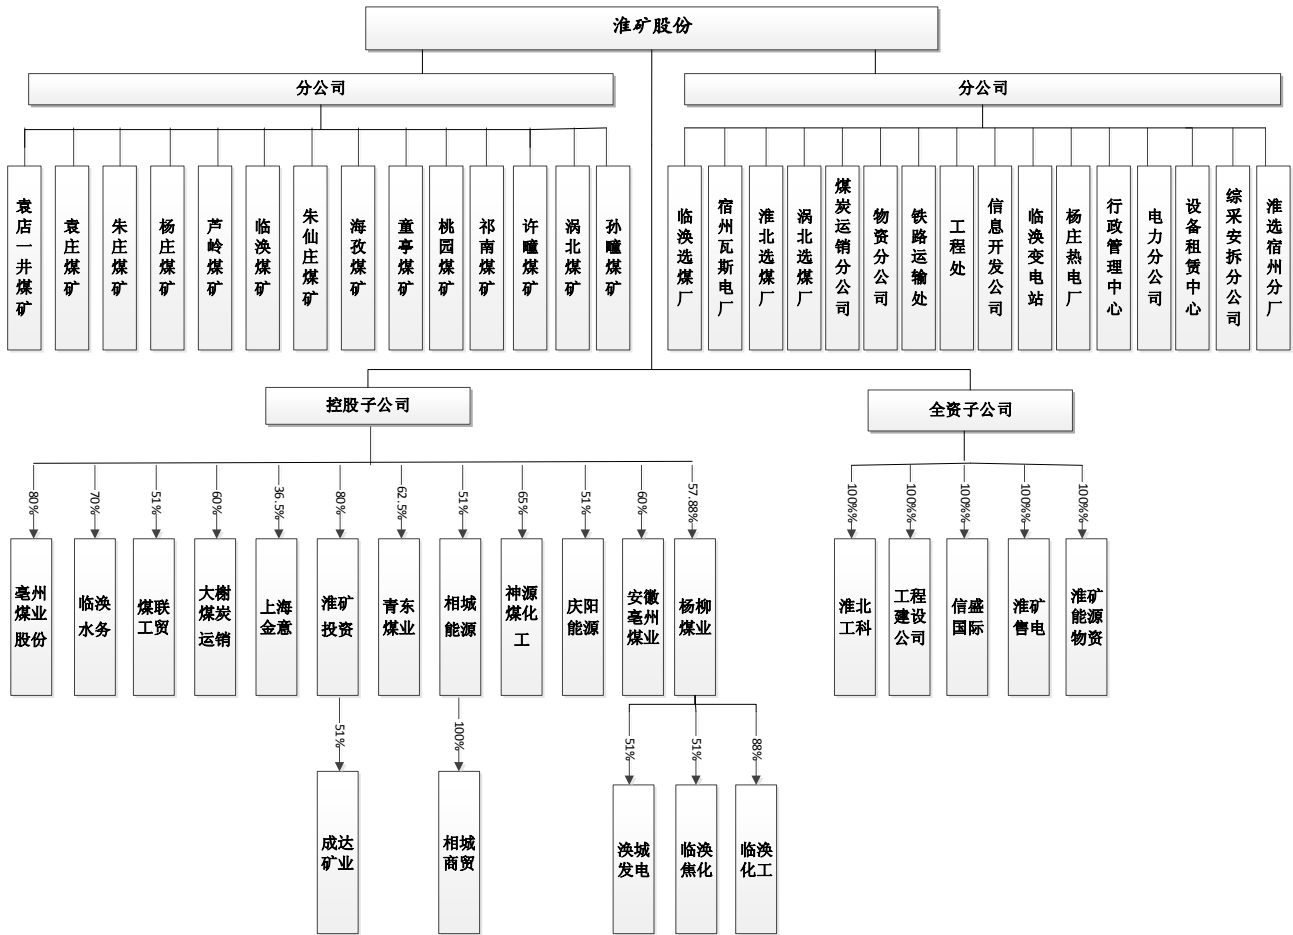 淮矿股份
分公司
分公司
袁店一井煤矿
袁庄煤矿
朱庄煤矿
杨庄煤矿
芦岭煤矿
临涣煤矿
朱仙庄煤矿
海孜煤矿
童亭煤矿
桃园煤矿
祁南煤矿
许疃煤矿
涡北煤矿
孙疃煤矿
临涣选煤厂
宿州瓦斯电厂
淮北选煤厂
涡北选煤厂
煤炭运销分公司
物资分公司
铁路运输处
工程处
信息开发公司
临涣变电站
杨庄热电厂
行政管理中心
电力分公司
设备租赁中心
综采安拆分公司
淮选宿州分厂
控股子公司
全资子公司
80%
70%
51%
60%
36.5%
80%
62.5%
51%
65%
51%
60%
57.88%
100%%
100%%
100%%
100%%
100%%
亳州
煤业
股份
临涣
水务
煤联
工贸
大榭
煤炭
运销
上海
金意
淮矿
投资
青东
煤业
相城
能源
神源
煤化
工
庆阳
能源
安徽
亳州
煤业
杨柳
煤业
淮北
工科
工程
建设
公司
信盛
国际
淮矿
售电
淮矿
能源
物资
51%
100%
51%
51%
88%
成达
矿业
相城
商贸
涣城
发电
临涣
焦化
临涣
化工